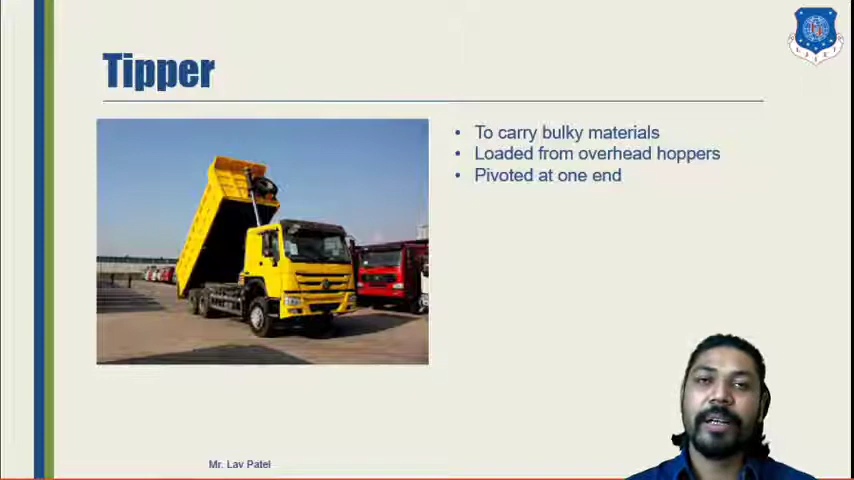 Tipper
• To carry bulky materials
• Loaded from overhead hoppers
• Pivoted at one end
Mr. Lav Patel